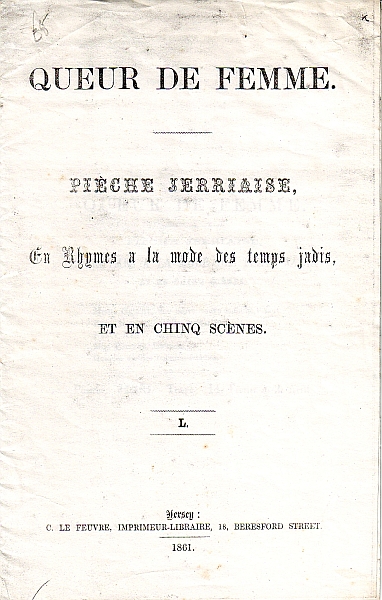 QUEUR DE FEMME.
PIÈCHE JERRIAISE,
En Rhymes a la mode des temps jadis,
ET EN CHINQ SCÈNES.
L.
Jersey :
C. LE FEUVRE, IMPRIMEUR-LIBRAIRE, 18, BERESFORD STREET.
1861.